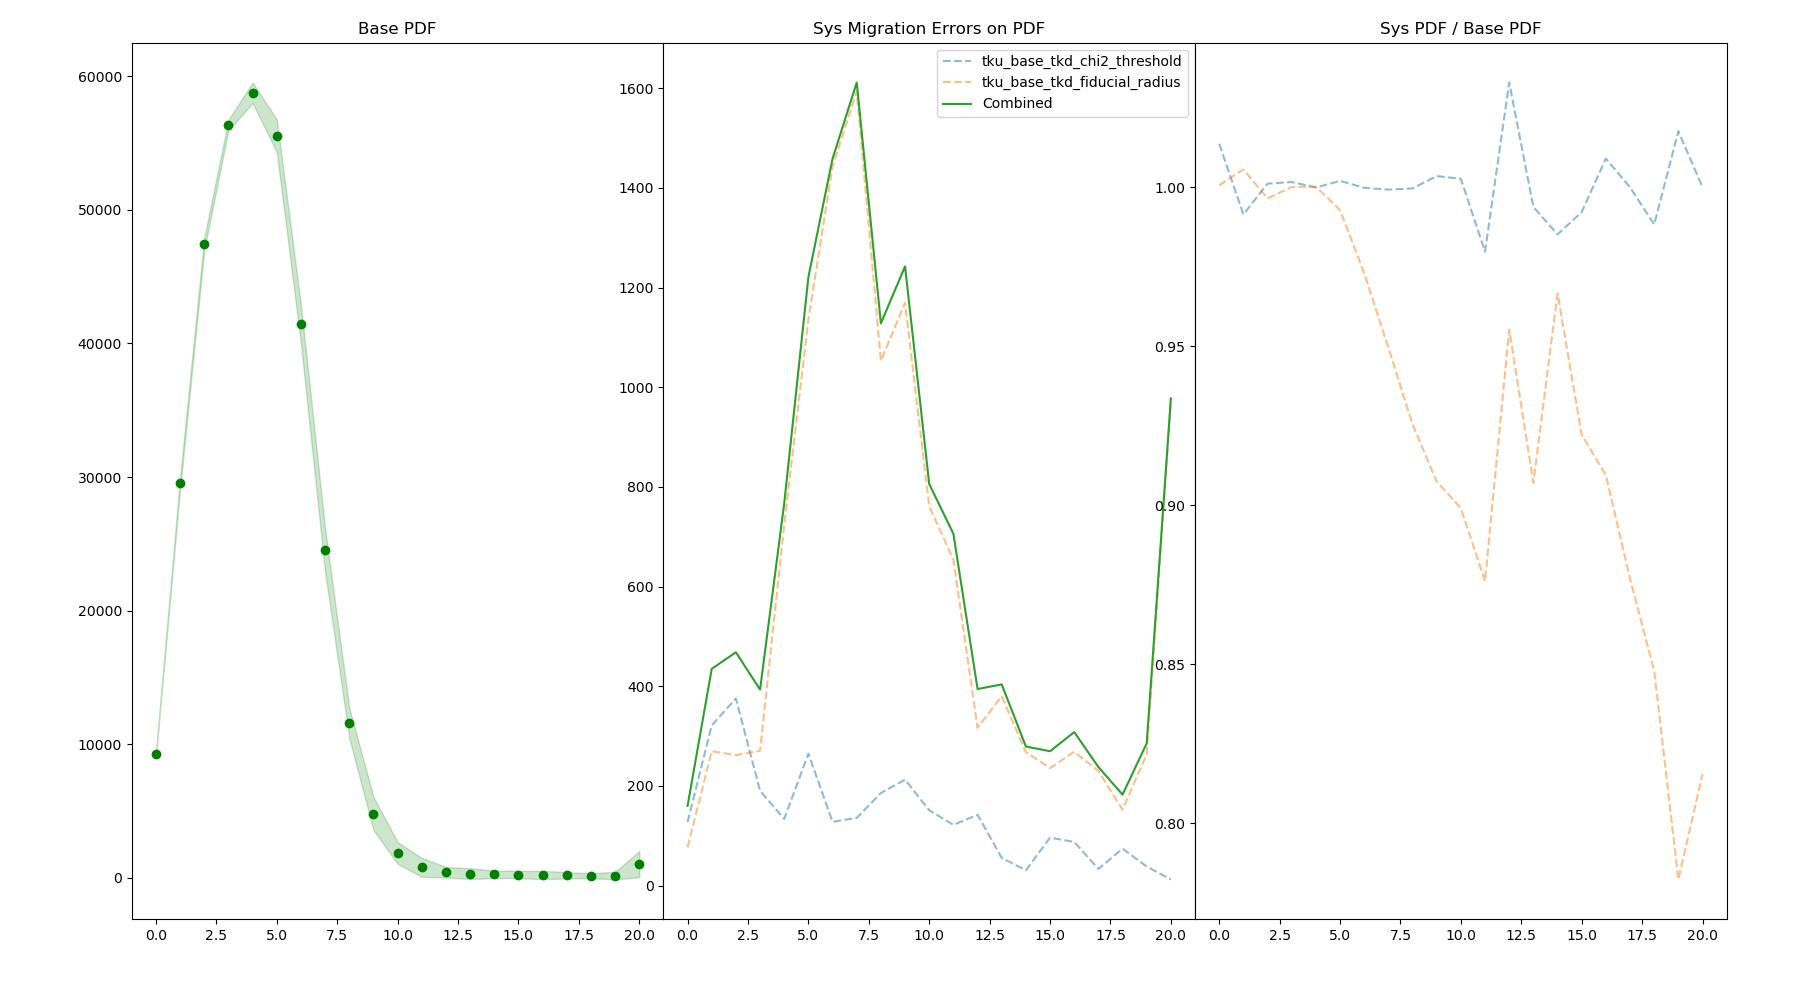 Base PDF
Sys Migration Errors on PDF
Sys PDF / Base PDF
tku_base_tkd_chi2_threshold
tku_base_tkd_fiducial_radius
Combined
60000
50000
40000
30000
20000
10000
0
1600
1400
1200
1000
800
600
400
200
0
1.00
0.95
0.90
0.85
0.80
0.0 2.5 5.0 7.5 10.0 12.5 15.0 17.5 20.0
0.0 2.5 5.0 7.5 10.0 12.5 15.0 17.5 20.0
0.0 2.5 5.0 7.5 10.0 12.5 15.0 17.5 20.0